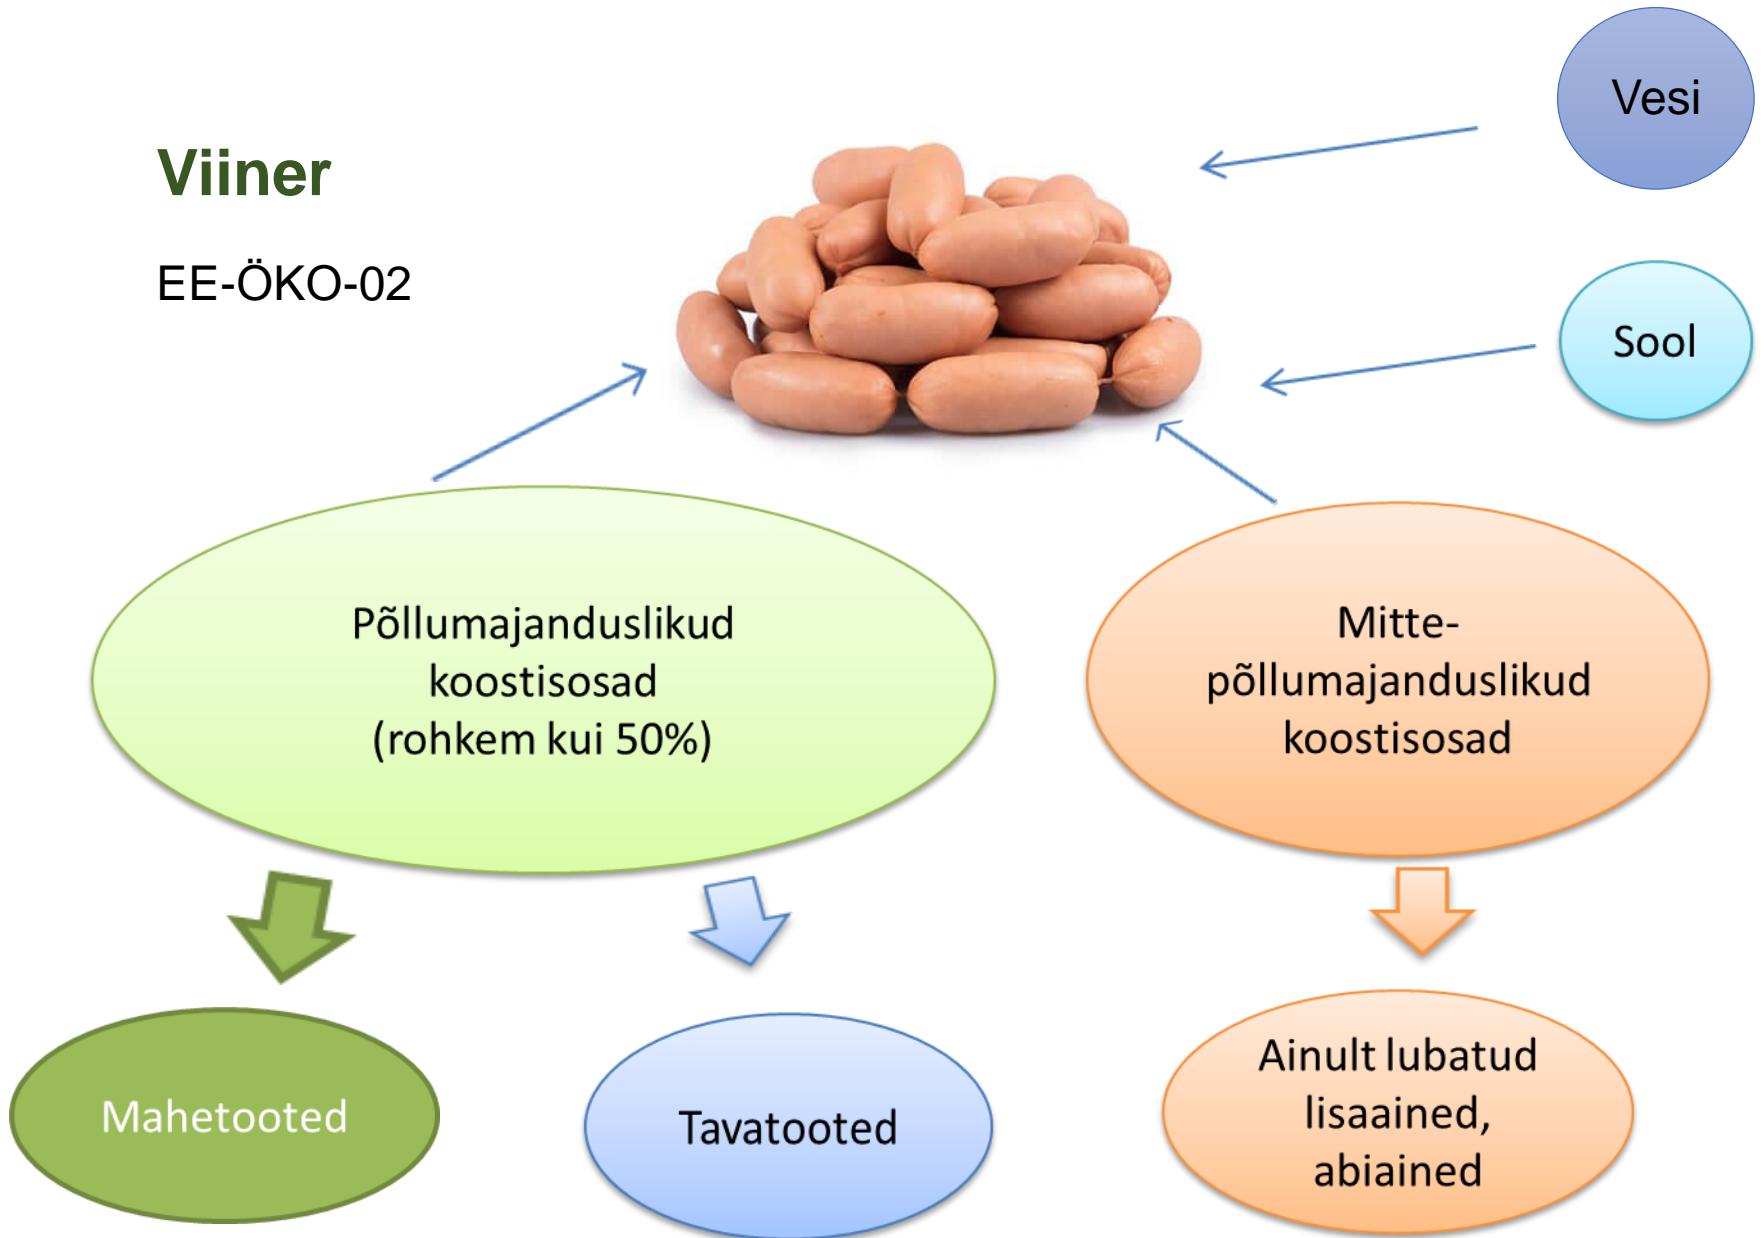 Vesi
Viiner
EE-ÖKO-02
Sool
Põllumajanduslikud
koostisosad
(rohkem kui 50%)
Mitte-
põllumajanduslikud
koostisosad
Mahetooted
Tavatooted
Ainult lubatud
lisaained,
abiained